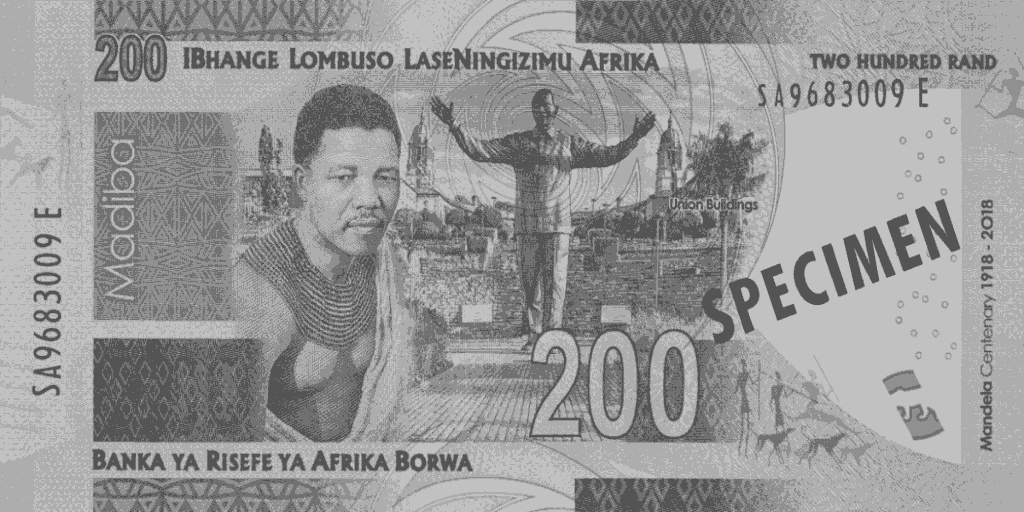 200 IBHANGE LOMBUSO LASENINGIZIMU AFRIKA
TWO HUNDRED RAND
SA9683009 E
Madiba
Union Buildings
SA9683009 E
SPECIMEN
200
Mandela Centenary 1918 - 2018
BANKA YA RISEFE YA AFRIKA BORWA